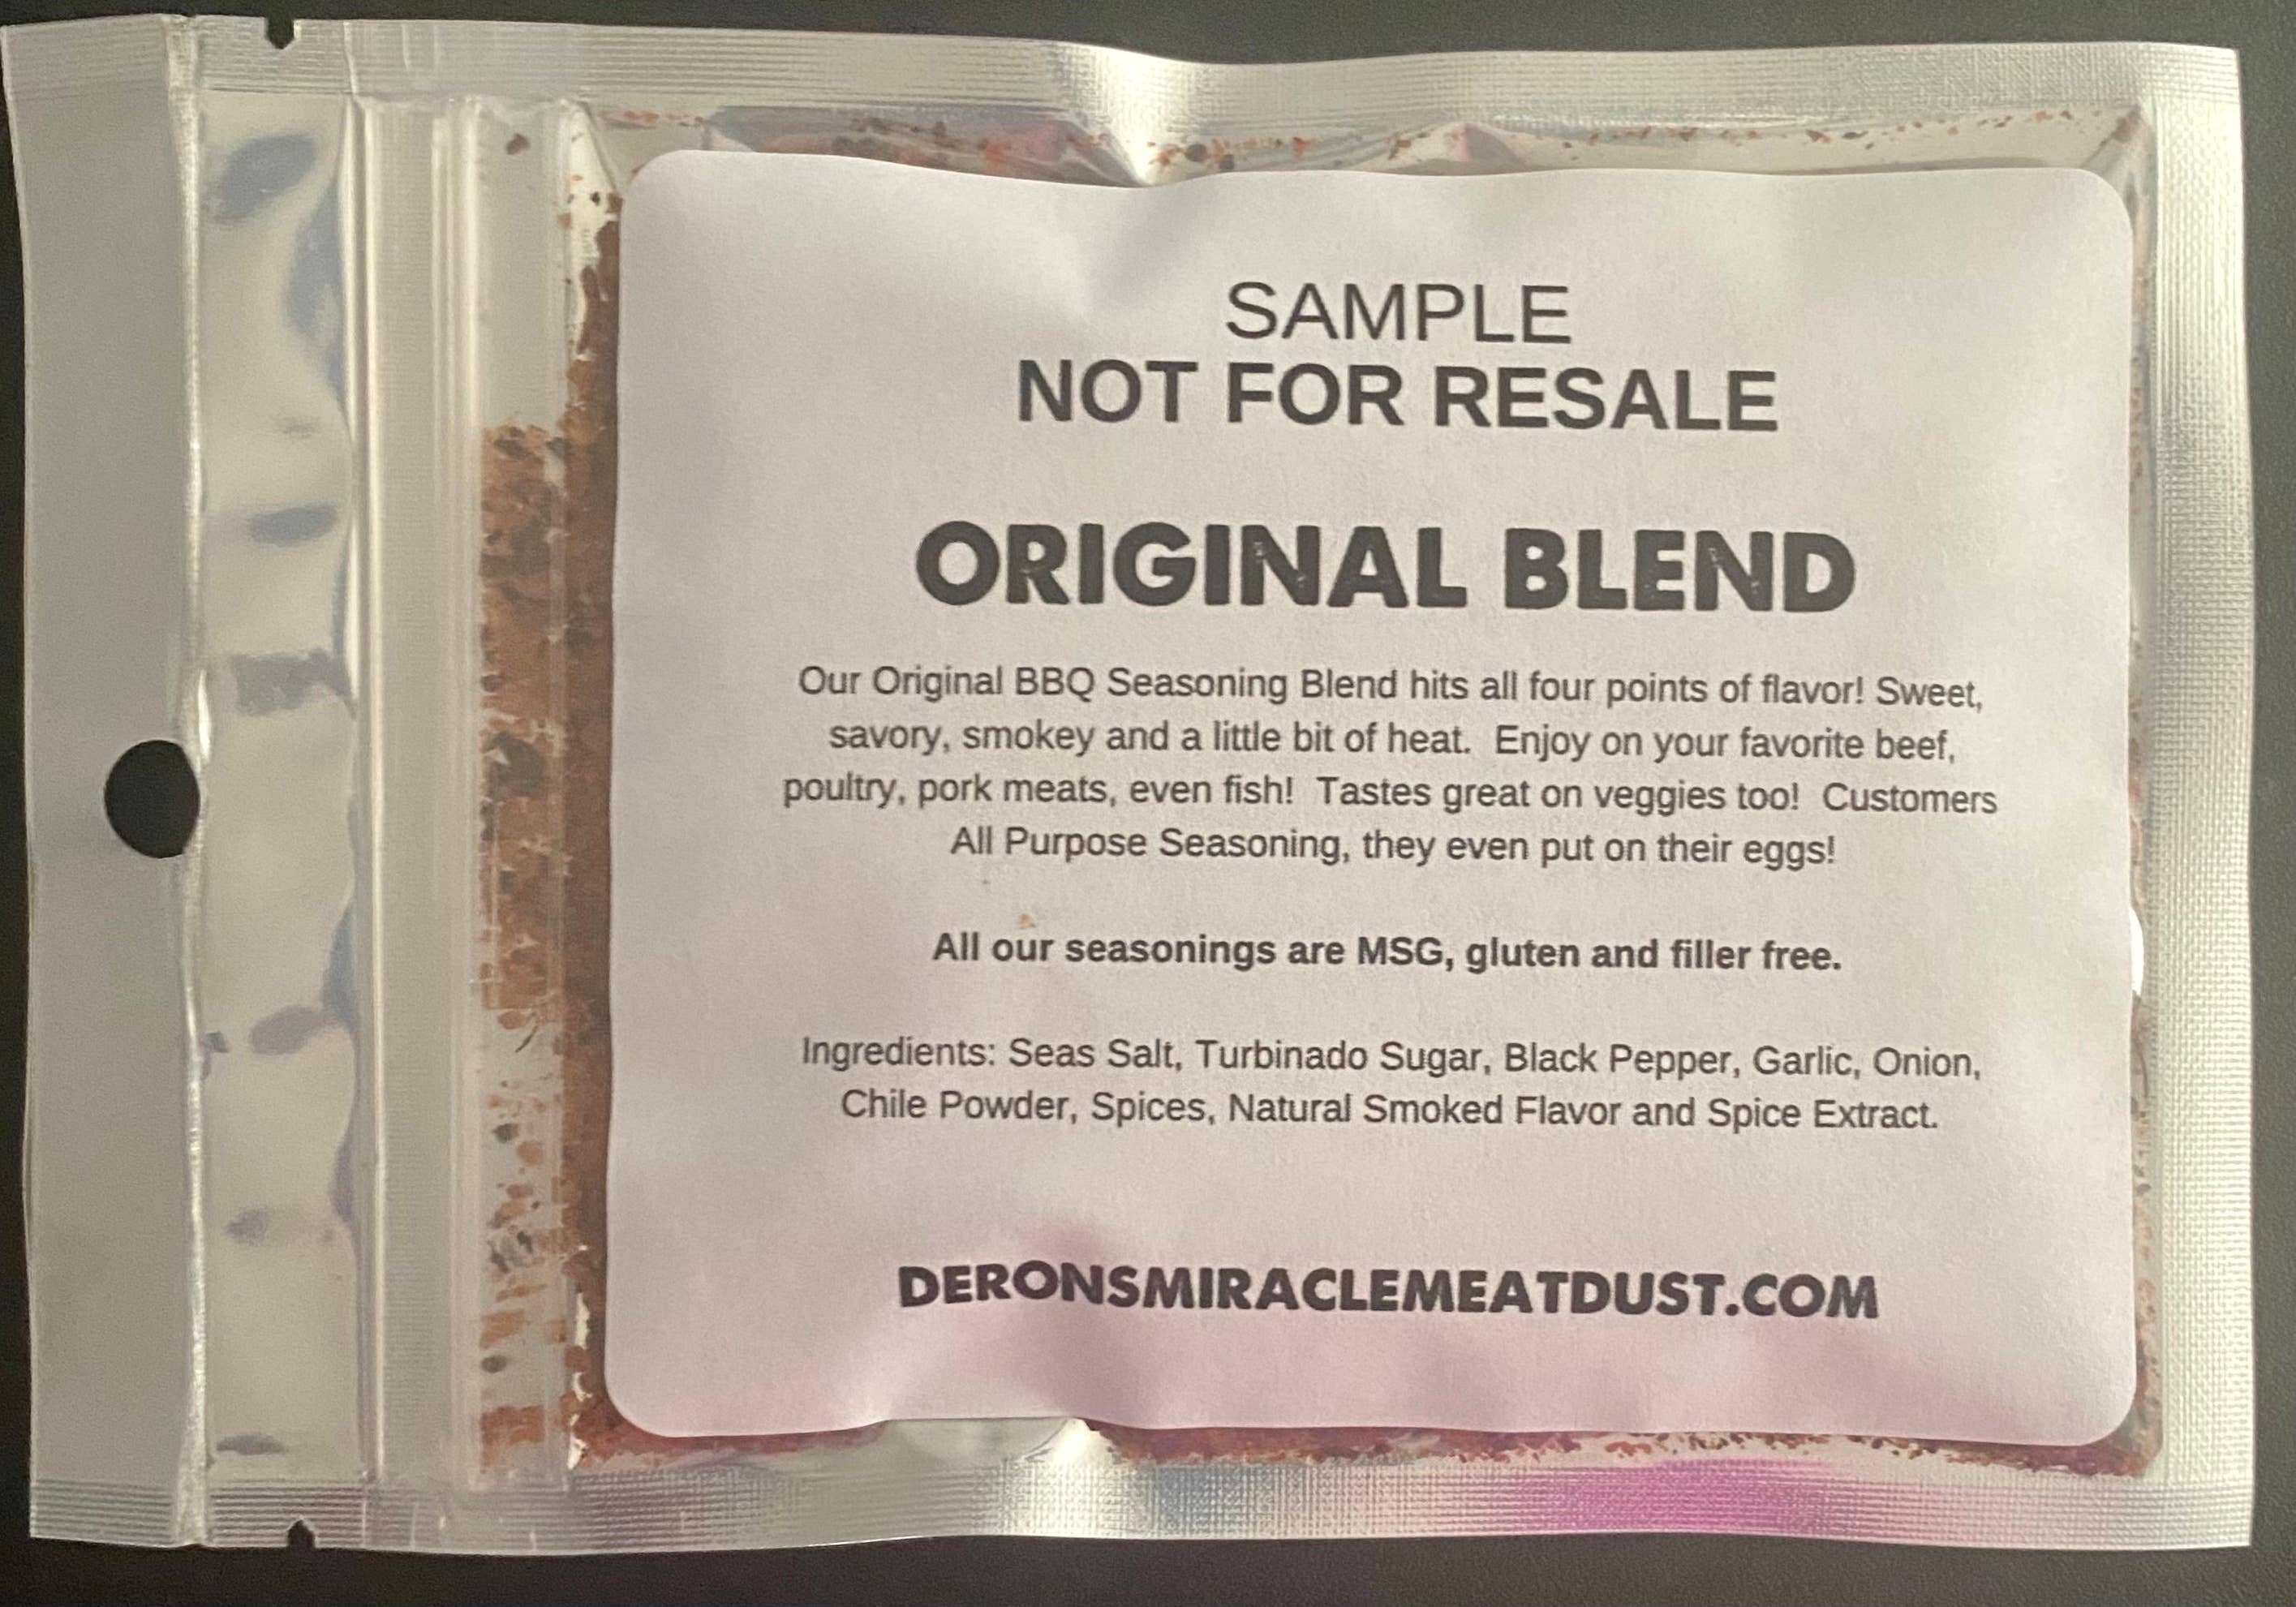 SAMPLE
NOT FOR RESALE
ORIGINAL BLEND
Our Original BBQ Seasoning Blend hits all four points of flavor! Sweet,
savory, smokey and a little bit of heat.  Enjoy on your favorite beef,
poultry, pork meats, even fish!  Tastes great on veggies too!  Customers
All Purpose Seasoning, they even put on their eggs!
All our seasonings are MSG, gluten and filler free.
Ingredients: Seas Salt, Turbinado Sugar, Black Pepper, Garlic, Onion,
Chile Powder, Spices, Natural Smoked Flavor and Spice Extract.
DERONSMIRACLEMEATDUST.COM